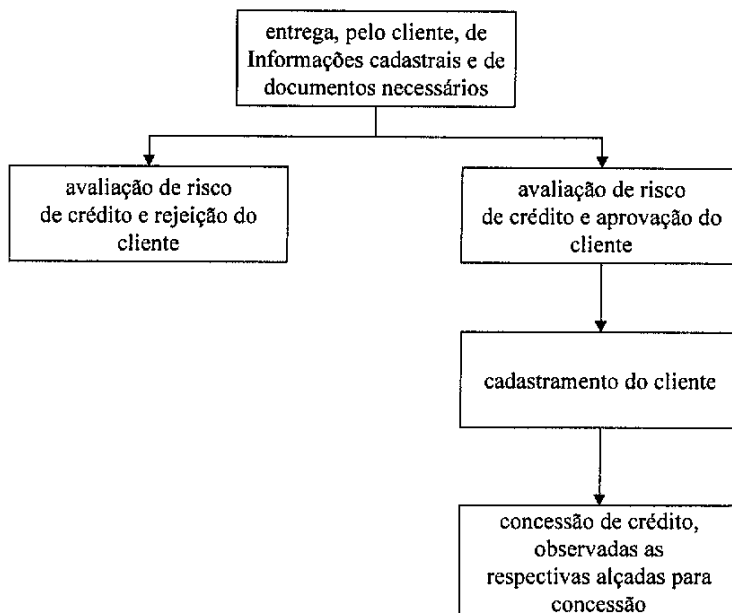 entrega, pelo cliente, de
Informações cadastrais e de
documentos necessários
avaliação de risco
de crédito e rejeição do
cliente
avaliação de risco
de crédito e aprovação do
cliente
cadastramento do cliente
concessão de crédito,
observadas as
respectivas alçadas para
concessão